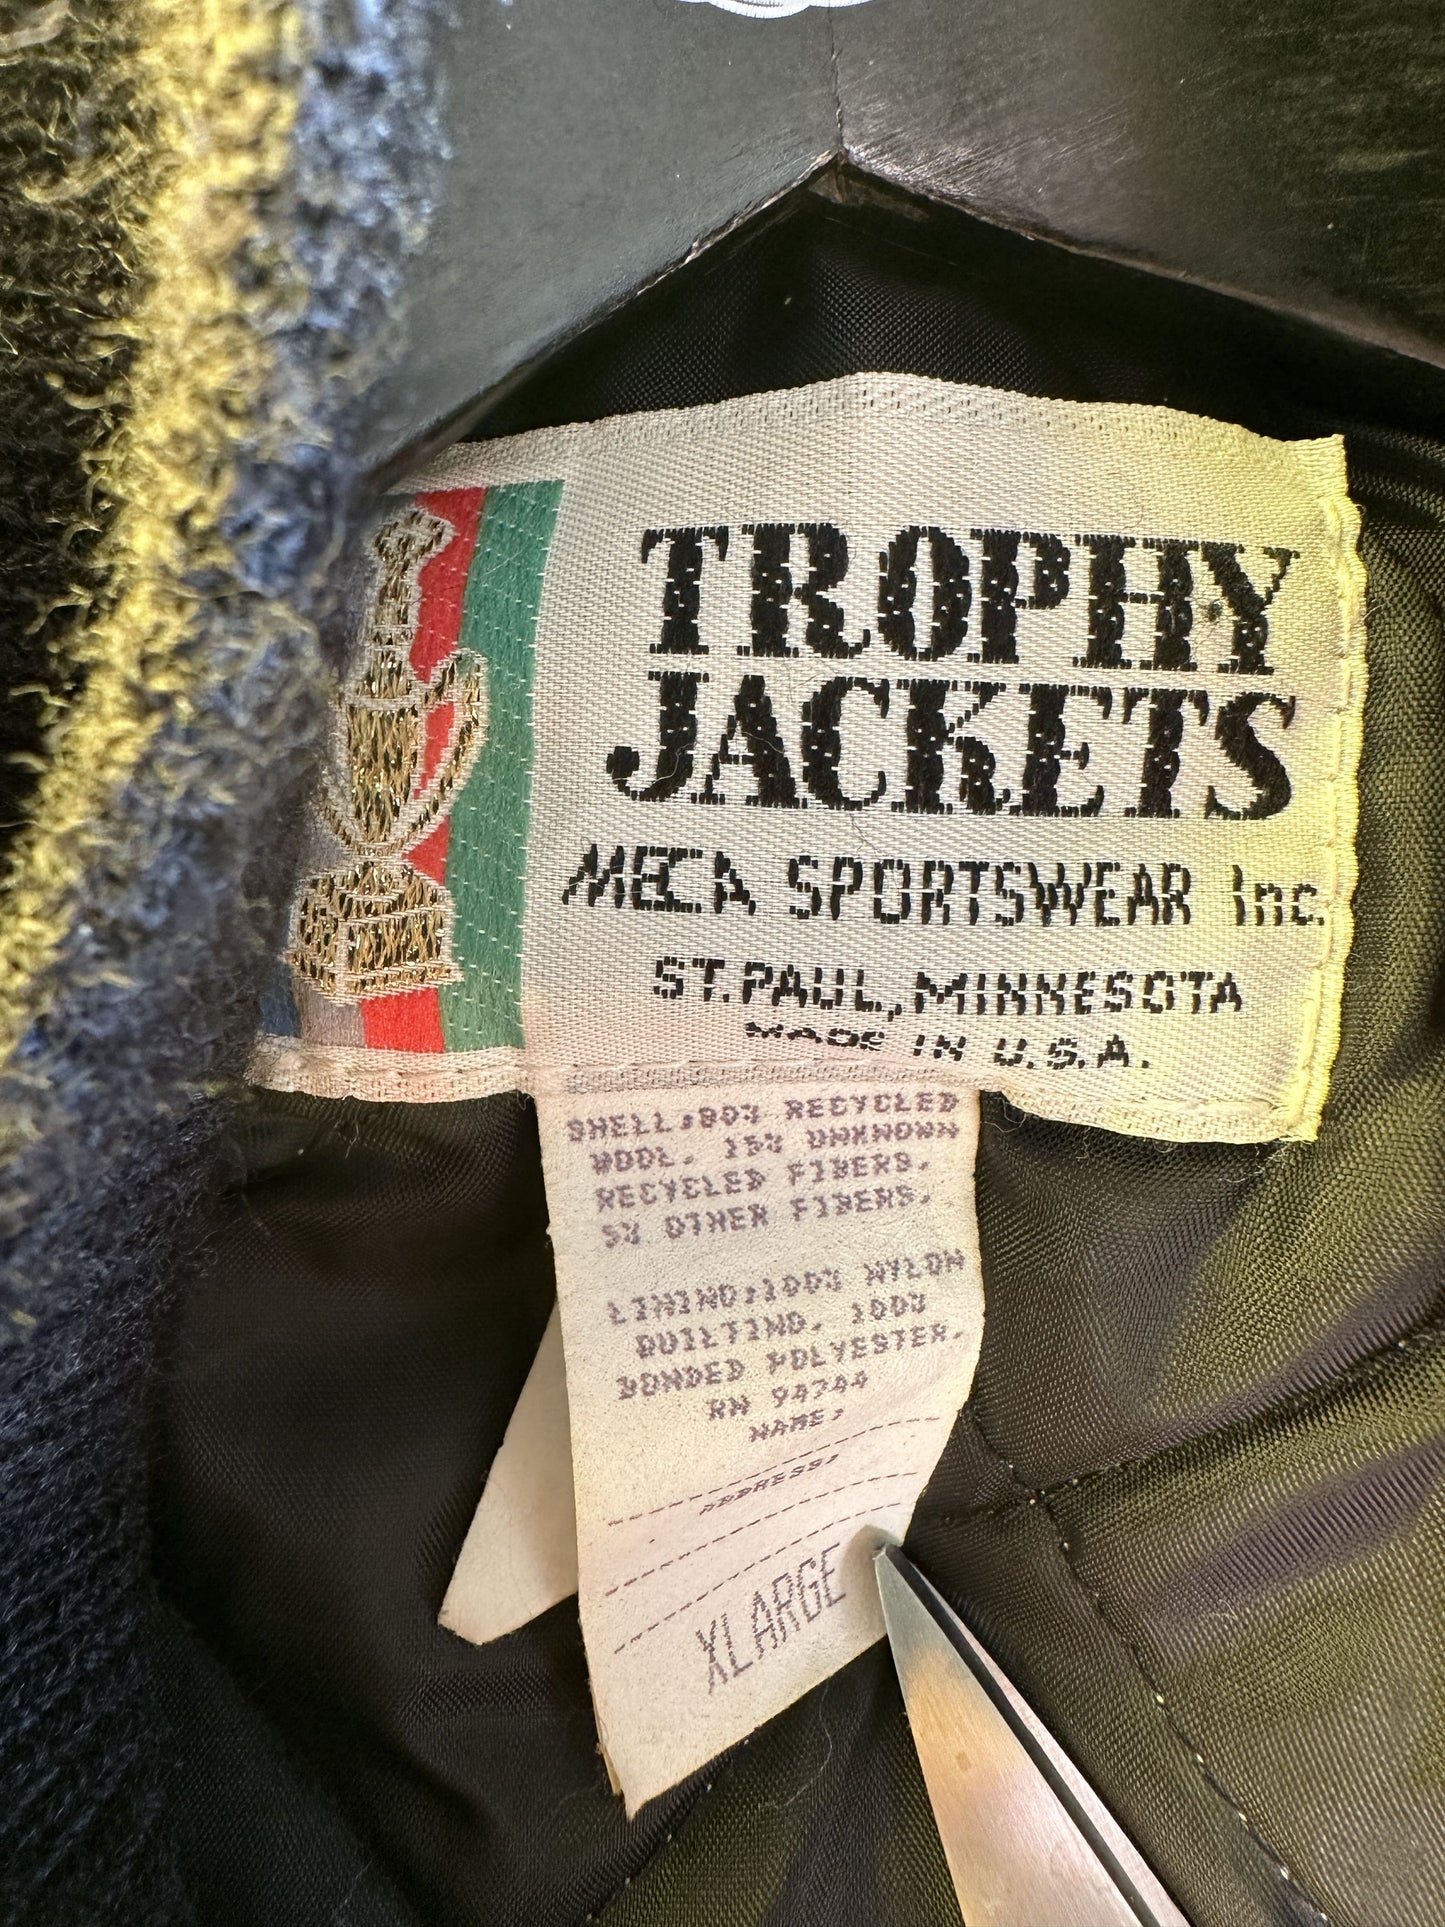 TROPHY
JACKETS
MECA SPORTSWEAR Inc.
ST. PAUL, MINNESOTA
MADE IN U.S.A.
SHELL: 80% RECYCLED
WOOL. 15% UNKNOWN
RECYCLED FIBERS.
5% OTHER FIBERS.
LINING: 100% NYLON
QUILTING. 100%
BONDED POLYESTER.
RN 94744
NAME:
ADDRESS:
XLARGE